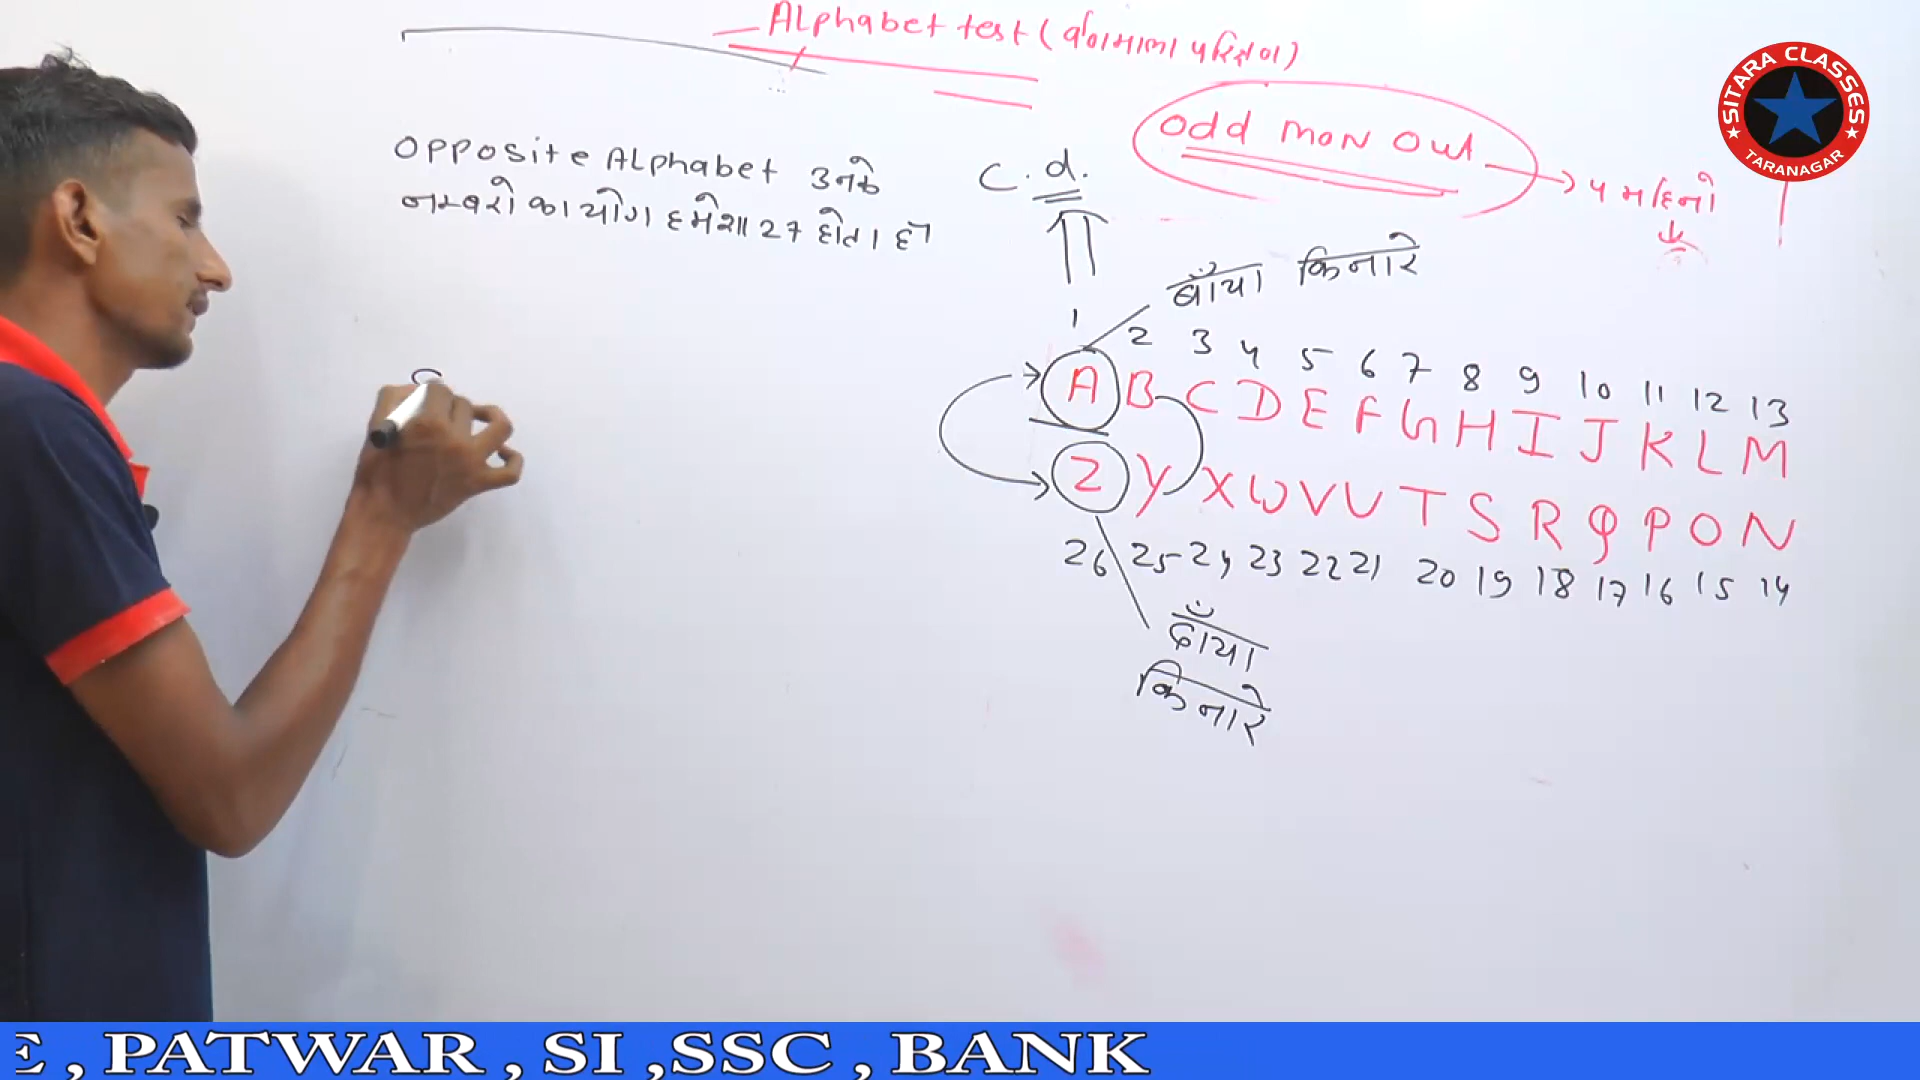 Alphabet test (वर्णमाला परिक्षण)
Odd man Out
५ महिनो
Opposite Alphabet उनके
नम्बरो का योग हमेशा 27 होता है
C.d.
बाँया किनारे
1 2 3 4 5 6 7 8 9 10 11 12 13
A B C D E F G H I J K L M
Z Y X W V U T S R Q P O N
26 25 24 23 22 21 20 19 18 17 16 15 14
दाँया
किनारे
SITARA CLASSES
TARANAGAR
E , PATWAR , SI ,SSC , BANK